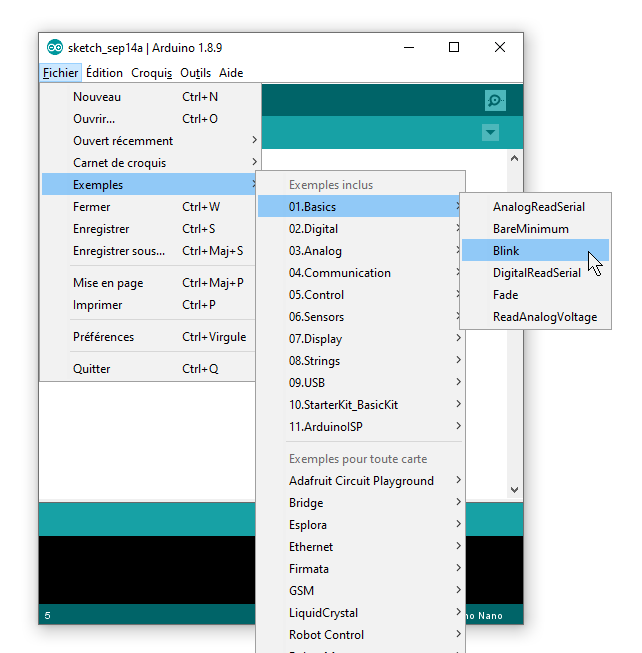 sketch_sep14a | Arduino 1.8.9
Fichier Édition Croquis Outils Aide
Nouveau Ctrl+N
Ouvrir... Ctrl+O
Ouvert récemment
Carnet de croquis
Exemples
Fermer Ctrl+W
Enregistrer Ctrl+S
Enregistrer sous... Ctrl+Maj+S
Mise en page Ctrl+Maj+P
Imprimer Ctrl+P
Préférences Ctrl+Virgule
Quitter Ctrl+Q
Exemples inclus
01.Basics
02.Digital
03.Analog
04.Communication
05.Control
06.Sensors
07.Display
08.Strings
09.USB
10.StarterKit_BasicKit
11.ArduinoISP
Exemples pour toute carte
Adafruit Circuit Playground
Bridge
Esplora
Ethernet
Firmata
GSM
LiquidCrystal
Robot Control
AnalogReadSerial
BareMinimum
Blink
DigitalReadSerial
Fade
ReadAnalogVoltage
5
no Nano